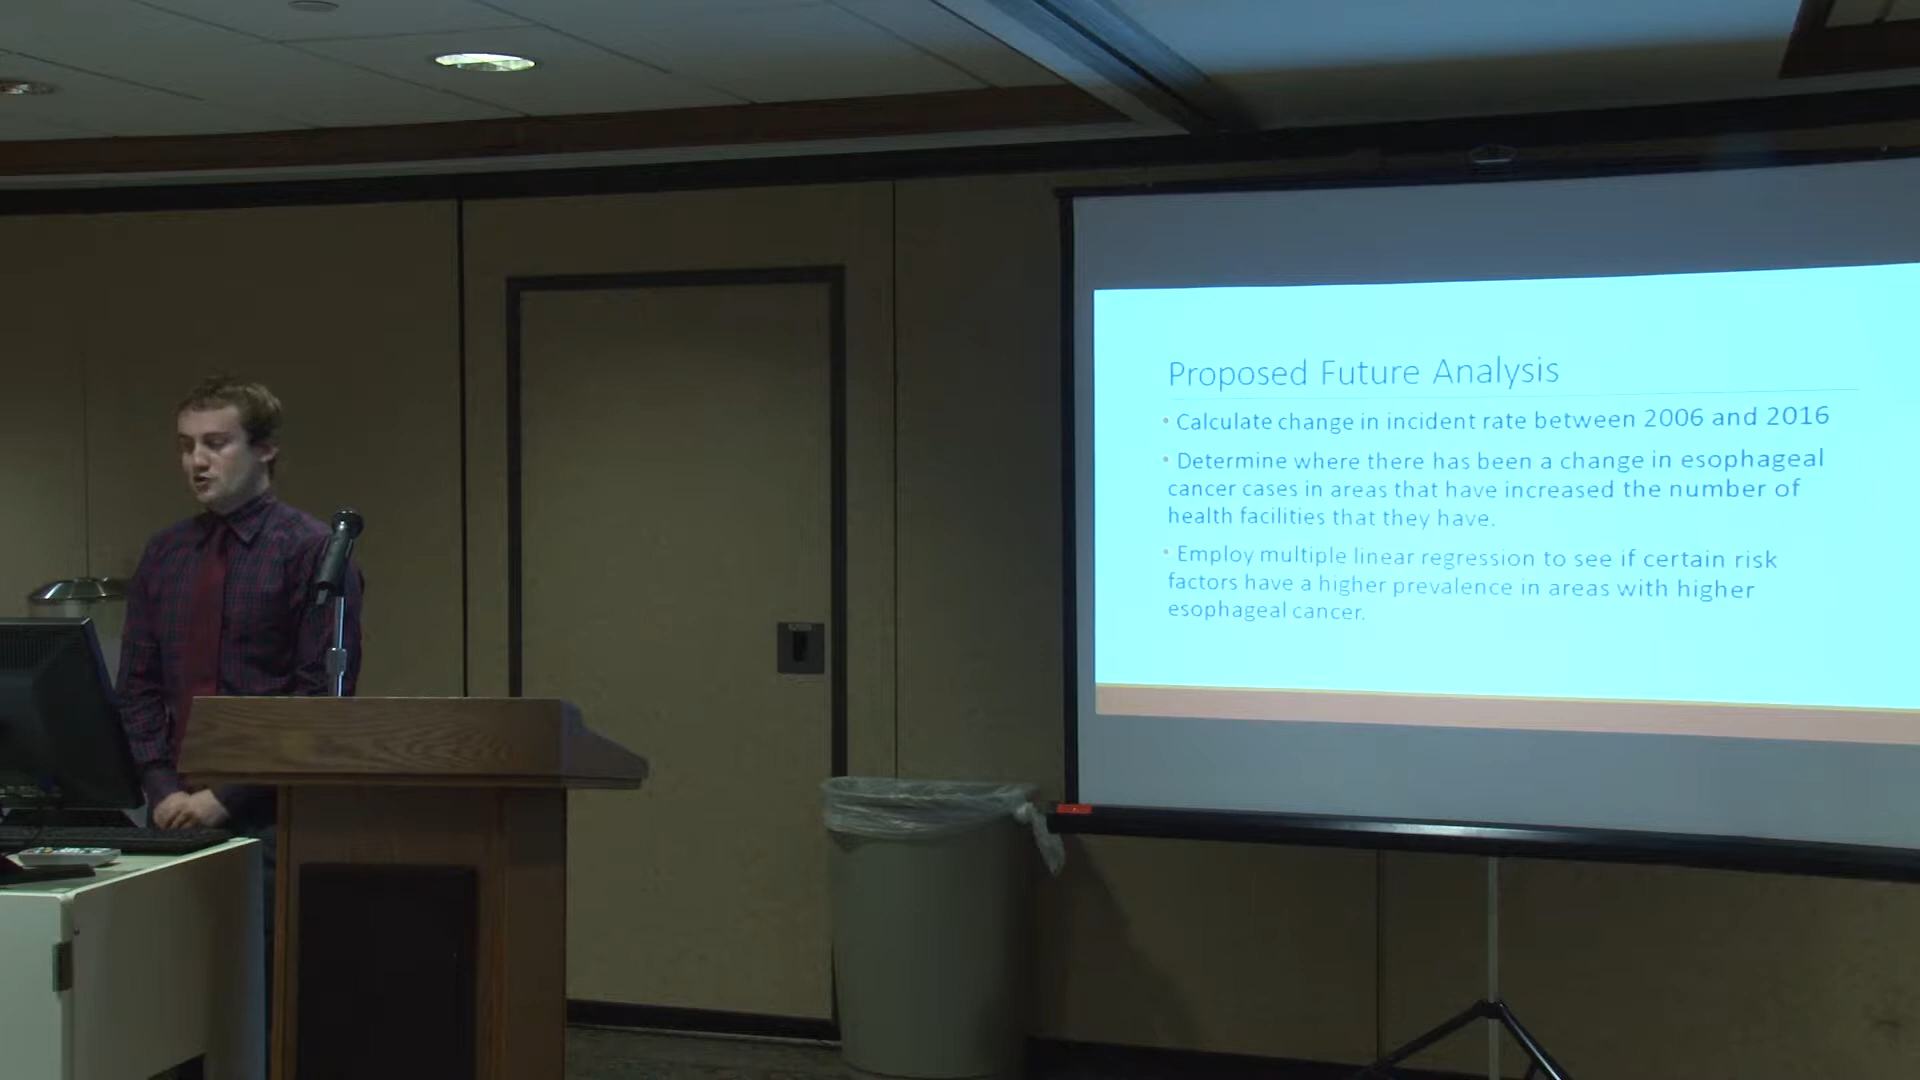 Proposed Future Analysis
• Calculate change in incident rate between 2006 and 2016
• Determine where there has been a change in esophageal
cancer cases in areas that have increased the number of
health facilities that they have.
• Employ multiple linear regression to see if certain risk
factors have a higher prevalence in areas with higher
esophageal cancer.